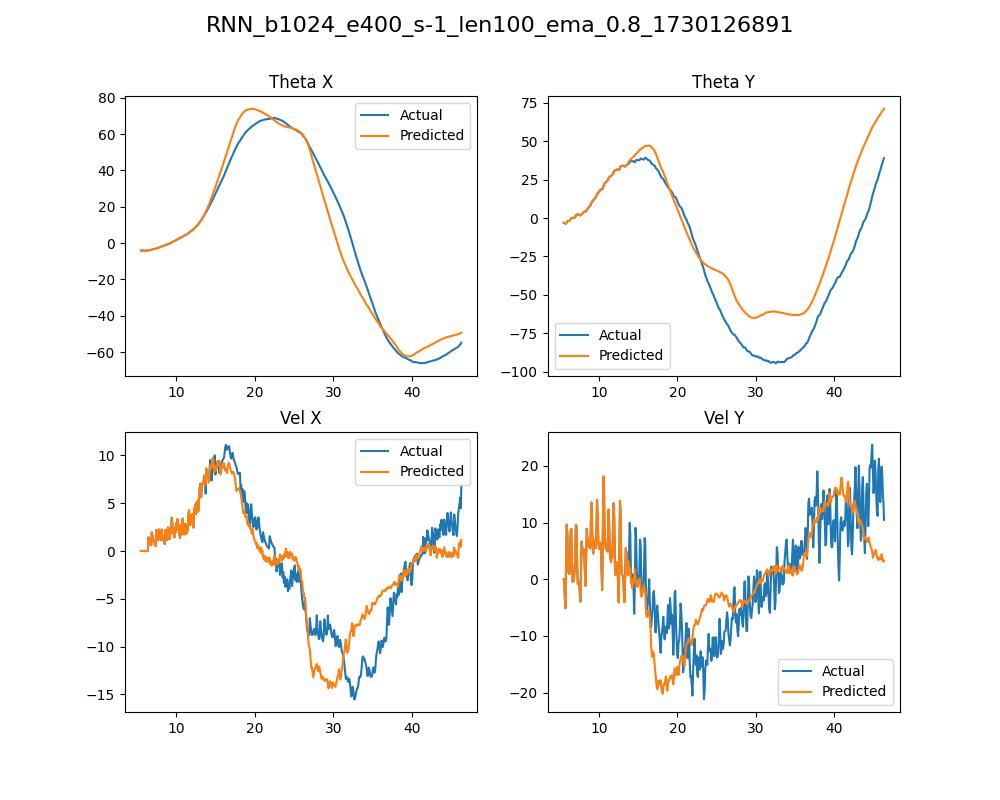 RNN_b1024_e400_s-1_len100_ema_0.8_1730126891
Theta X
80
60
40
20
0
−20
−40
−60
10 20 30 40
Actual
Predicted
Theta Y
75
50
25
0
−25
−50
−75
−100
10 20 30 40
Actual
Predicted
Vel X
10
5
0
−5
−10
−15
10 20 30 40
Actual
Predicted
Vel Y
20
10
0
−10
−20
10 20 30 40
Actual
Predicted